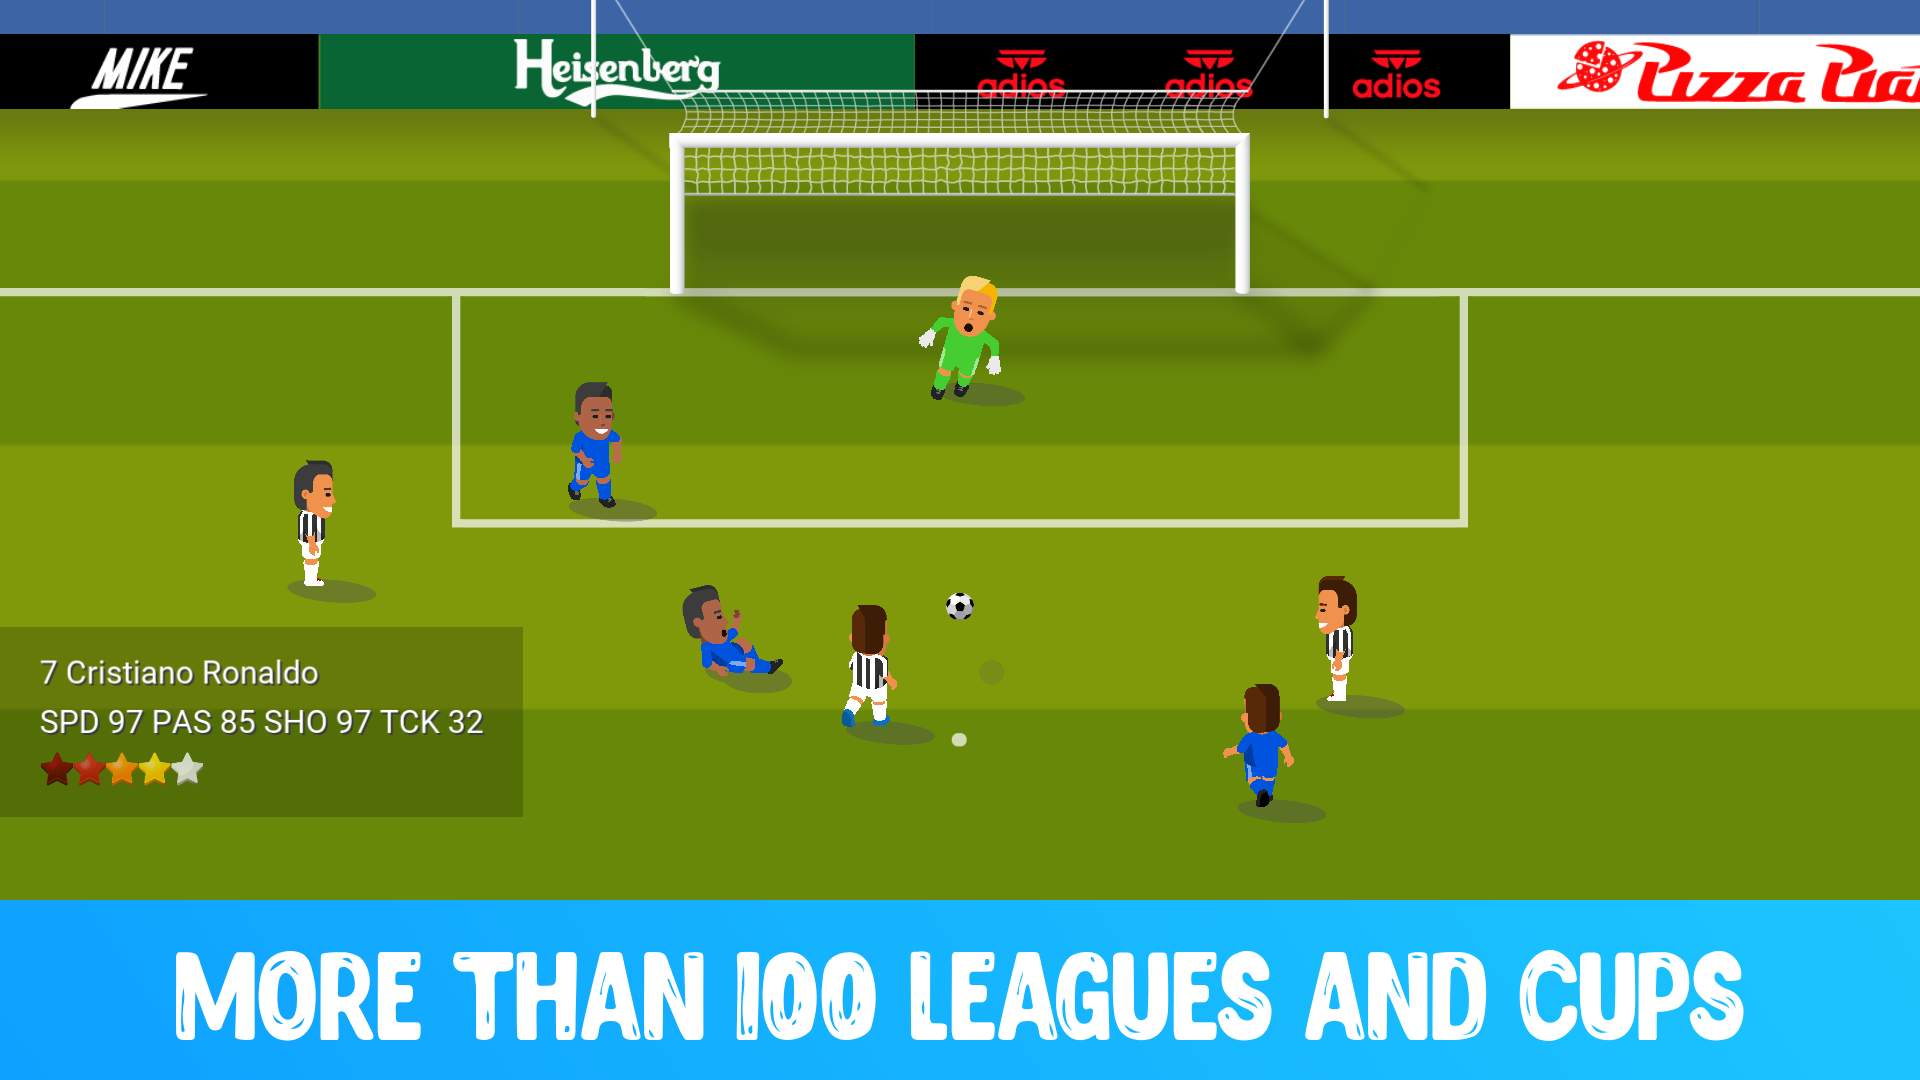 MIKE
Heisenberg
adios adios adios
Pizza
7 Cristiano Ronaldo
SPD 97 PAS 85 SHO 97 TCK 32
MORE THAN 100 LEAGUES AND CUPS